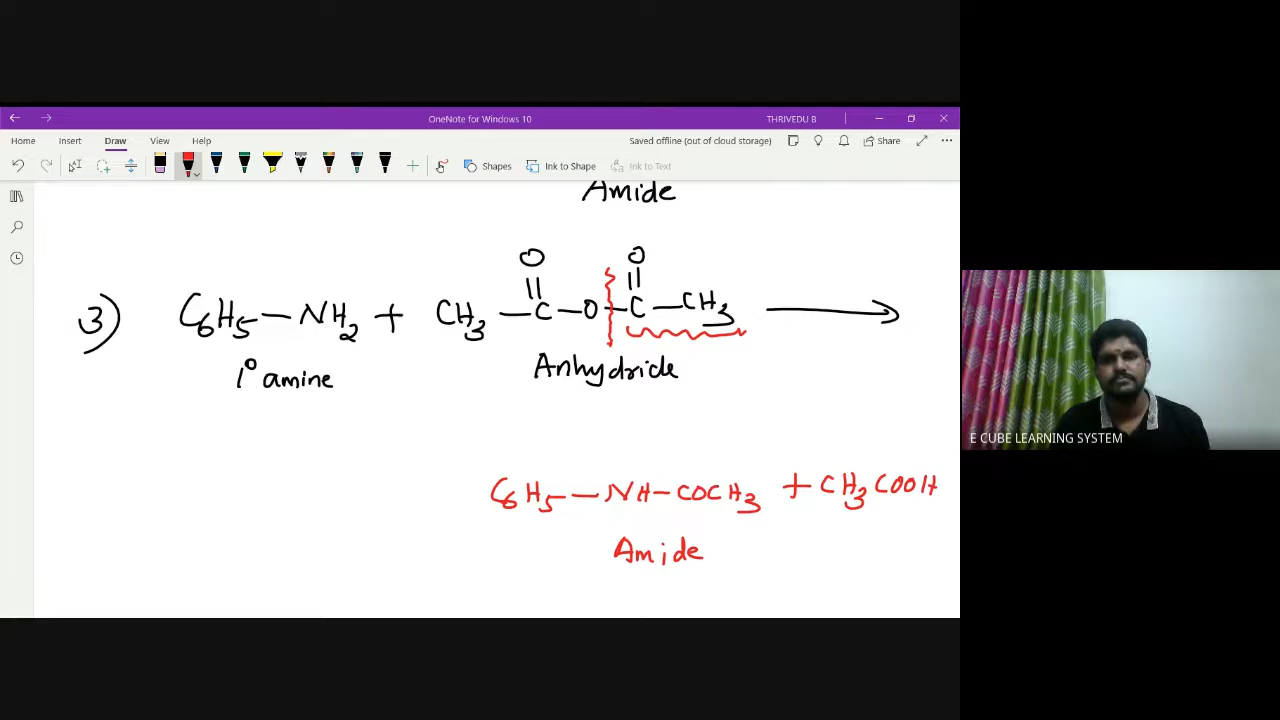 OneNote for Windows 10
THRIVEDU B
Home Insert Draw View Help
Saved offline (out of cloud storage)
Share
Shapes
Ink to Shape
Ink to Text
Amide
O O
|| ||
3) C6H5 — NH2 + CH3 — C — O — C — CH3 →
1° amine
Anhydride
C6H5 — NH — COCH3 + CH3COOH
Amide
E CUBE LEARNING SYSTEM